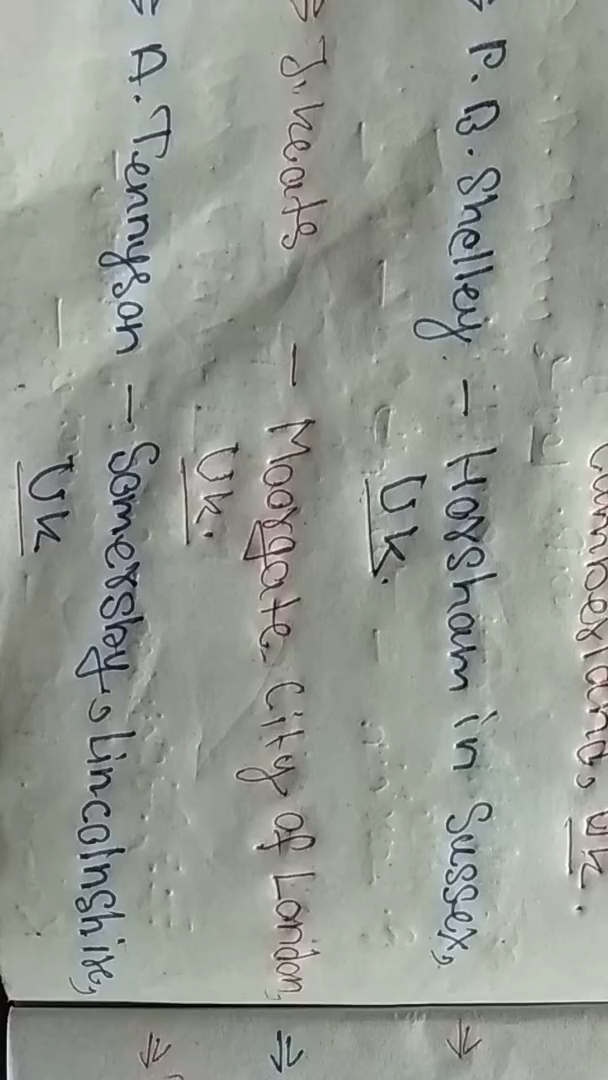 Cumberland, UK.
⇒ P.B. Shelley - Horsham in Sussex,
UK.
⇒ J. Keats - Moorgate, City of London,
UK.
⇒ A. Tennyson - Somersby, Lincolnshire,
UK